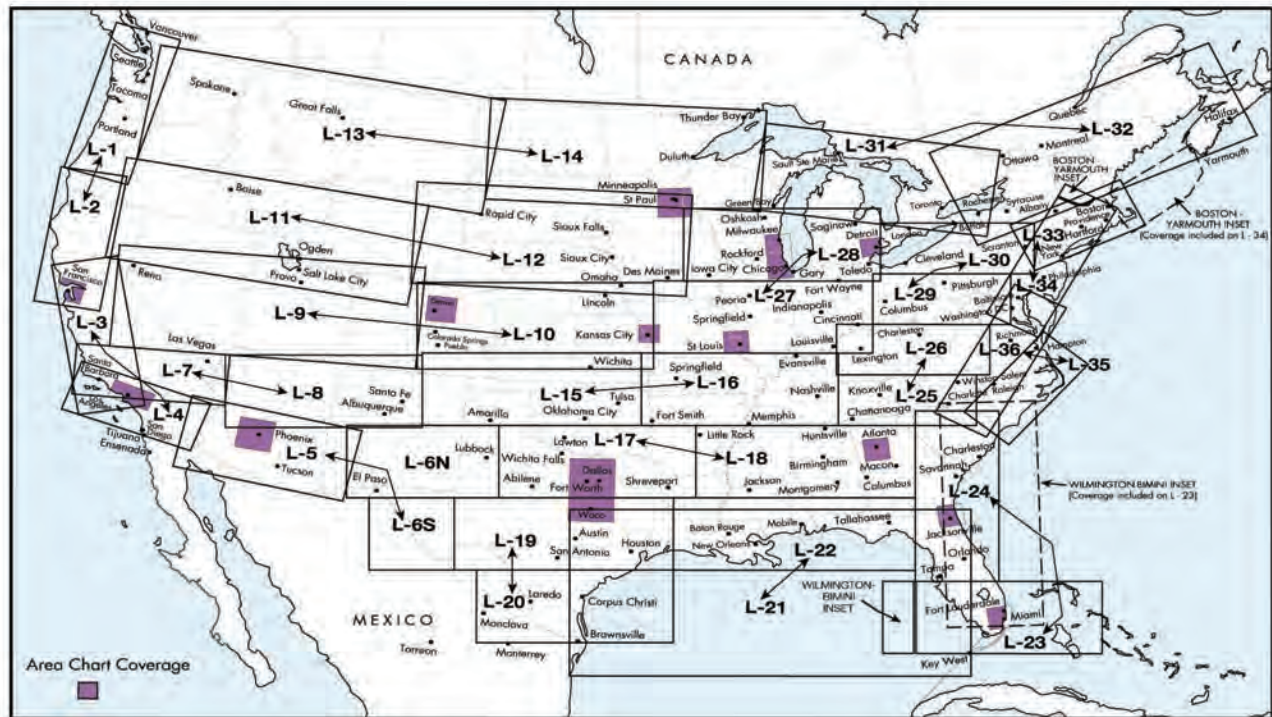 CANADA
Vancouver
Seattle
Tacoma
Portland
L-1
L-2
Spokane
Great Falls
L-13
L-14
Thunder Bay
Duluth
Sault Ste Marie
L-31
L-32
Quebec
Montreal
Halifax
Yarmouth
Ottawa
BOSTON
YARMOUTH
INSET
BOSTON -
YARMOUTH INSET
(Coverage included on L - 34)
Minneapolis
St Paul
Green Bay
Oshkosh
Milwaukee
Rockford
Chicago
Gary
Iowa City
Saginaw
Detroit
London
Toledo
Toronto
Rochester
Syracuse
Albany
Buffalo
Boston
Providence
Hartford
L-33
New
York
Scranton
Cleveland
L-30
L-28
L-27
L-29
L-34
Philadelphia
Pittsburgh
Columbus
Washington DC
Boise
L-11
L-12
Rapid City
Sioux Falls
Sioux City
Omaha
Des Moines
Lincoln
Ogden
Salt Lake City
Provo
Reno
San
Francisco
L-3
L-9
L-10
Denver
Colorado Springs
Pueblo
Kansas City
Peoria
Springfield
St Louis
Fort Wayne
Indianapolis
Cincinnati
Louisville
Evansville
Charleston
Lexington
L-26
L-25
L-36
L-35
Richmond
Hampton
Winston-Salem
Raleigh
Las Vegas
Santa
Barbara
Los
Angeles
L-7
L-8
L-4
San
Diego
Tijuana
Ensenada
Santa Fe
Albuquerque
Amarillo
Wichita
L-15
L-16
Springfield
Tulsa
Oklahoma City
Fort Smith
Nashville
Memphis
Knoxville
Chattanooga
Phoenix
L-5
Tucson
El Paso
L-6N
L-6S
Lubbock
Lawton
Wichita Falls
Abilene
L-17
L-18
Dallas
Fort Worth
Waco
Shreveport
Little Rock
Huntsville
Birmingham
Jackson
Montgomery
Atlanta
Macon
Columbus
Charleston
Savannah
L-24
WILMINGTON BIMINI INSET
(Coverage included on L - 23)
L-19
L-20
Austin
San Antonio
Houston
Laredo
Monclova
Corpus Christi
Brownsville
Monterrey
Torreon
MEXICO
Baton Rouge
New Orleans
Mobile
Tallahassee
L-22
L-21
Jacksonville
Orlando
Tampa
WILMINGTON-
BIMINI
INSET
Fort Lauderdale
Miami
L-23
Key West
Area Chart Coverage